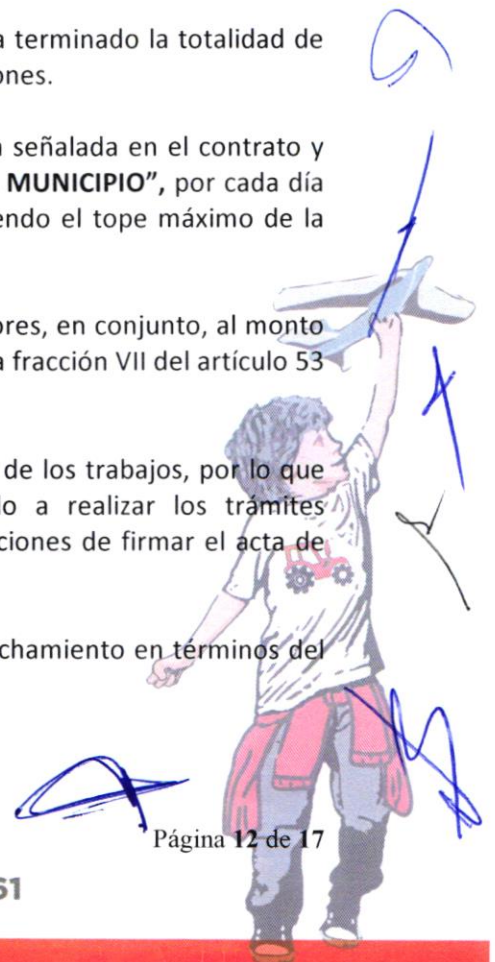 a terminado la totalidad de
ones.
señalada en el contrato y
MUNICIPIO", por cada día
endo el tope máximo de la
ores, en conjunto, al monto
a fracción VII del artículo 53
de los trabajos, por lo que
o a realizar los trámites
ciones de firmar el acta de
chamiento en términos del
Página 12 de 17
61